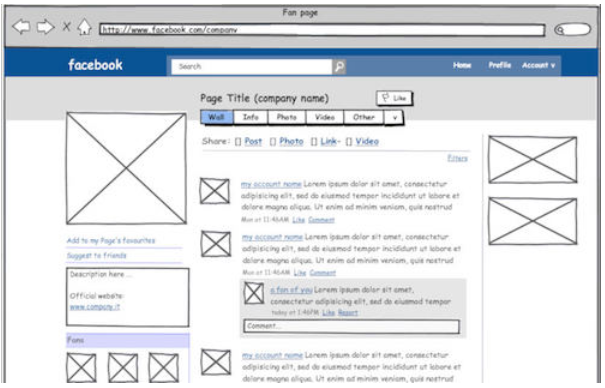 Fan page
http://www.facebook.com/company
facebook
Search
Home Profile Account v
Page Title (company name)
Like
Wall Info Photo Video Other v
Share: [] Post [] Photo [] Link- [] Video
Filters
my account name Lorem ipsum dolor sit amet, consectetur
adipisicing elit, sed do eiusmod tempor incididunt ut labore et
dolore magna aliqua. Ut enim ad minim veniam, quis nostrud
Mon at 11:46AM Like Comment
my account name Lorem ipsum dolor sit amet, consectetur
adipisicing elit, sed do eiusmod tempor incididunt ut labore et
dolore magna aliqua. Ut enim ad minim veniam, quis nostrud
Mon at 11:46AM Like Comment
a fan of you Lorem ipsum dolor sit amet,
consectetur adipisicing elit, sed do eiusmod tempor
today at 1:46PM Like Report
Comment...
my account name Lorem ipsum dolor sit amet, consectetur
adipisicing elit, sed do eiusmod tempor incididunt ut labore et
dolore magna aliqua. Ut enim ad minim veniam, quis nostrud
Add to my Page's favourites
Suggest to friends
Description here ...
Official website:
www.company.it
Fans